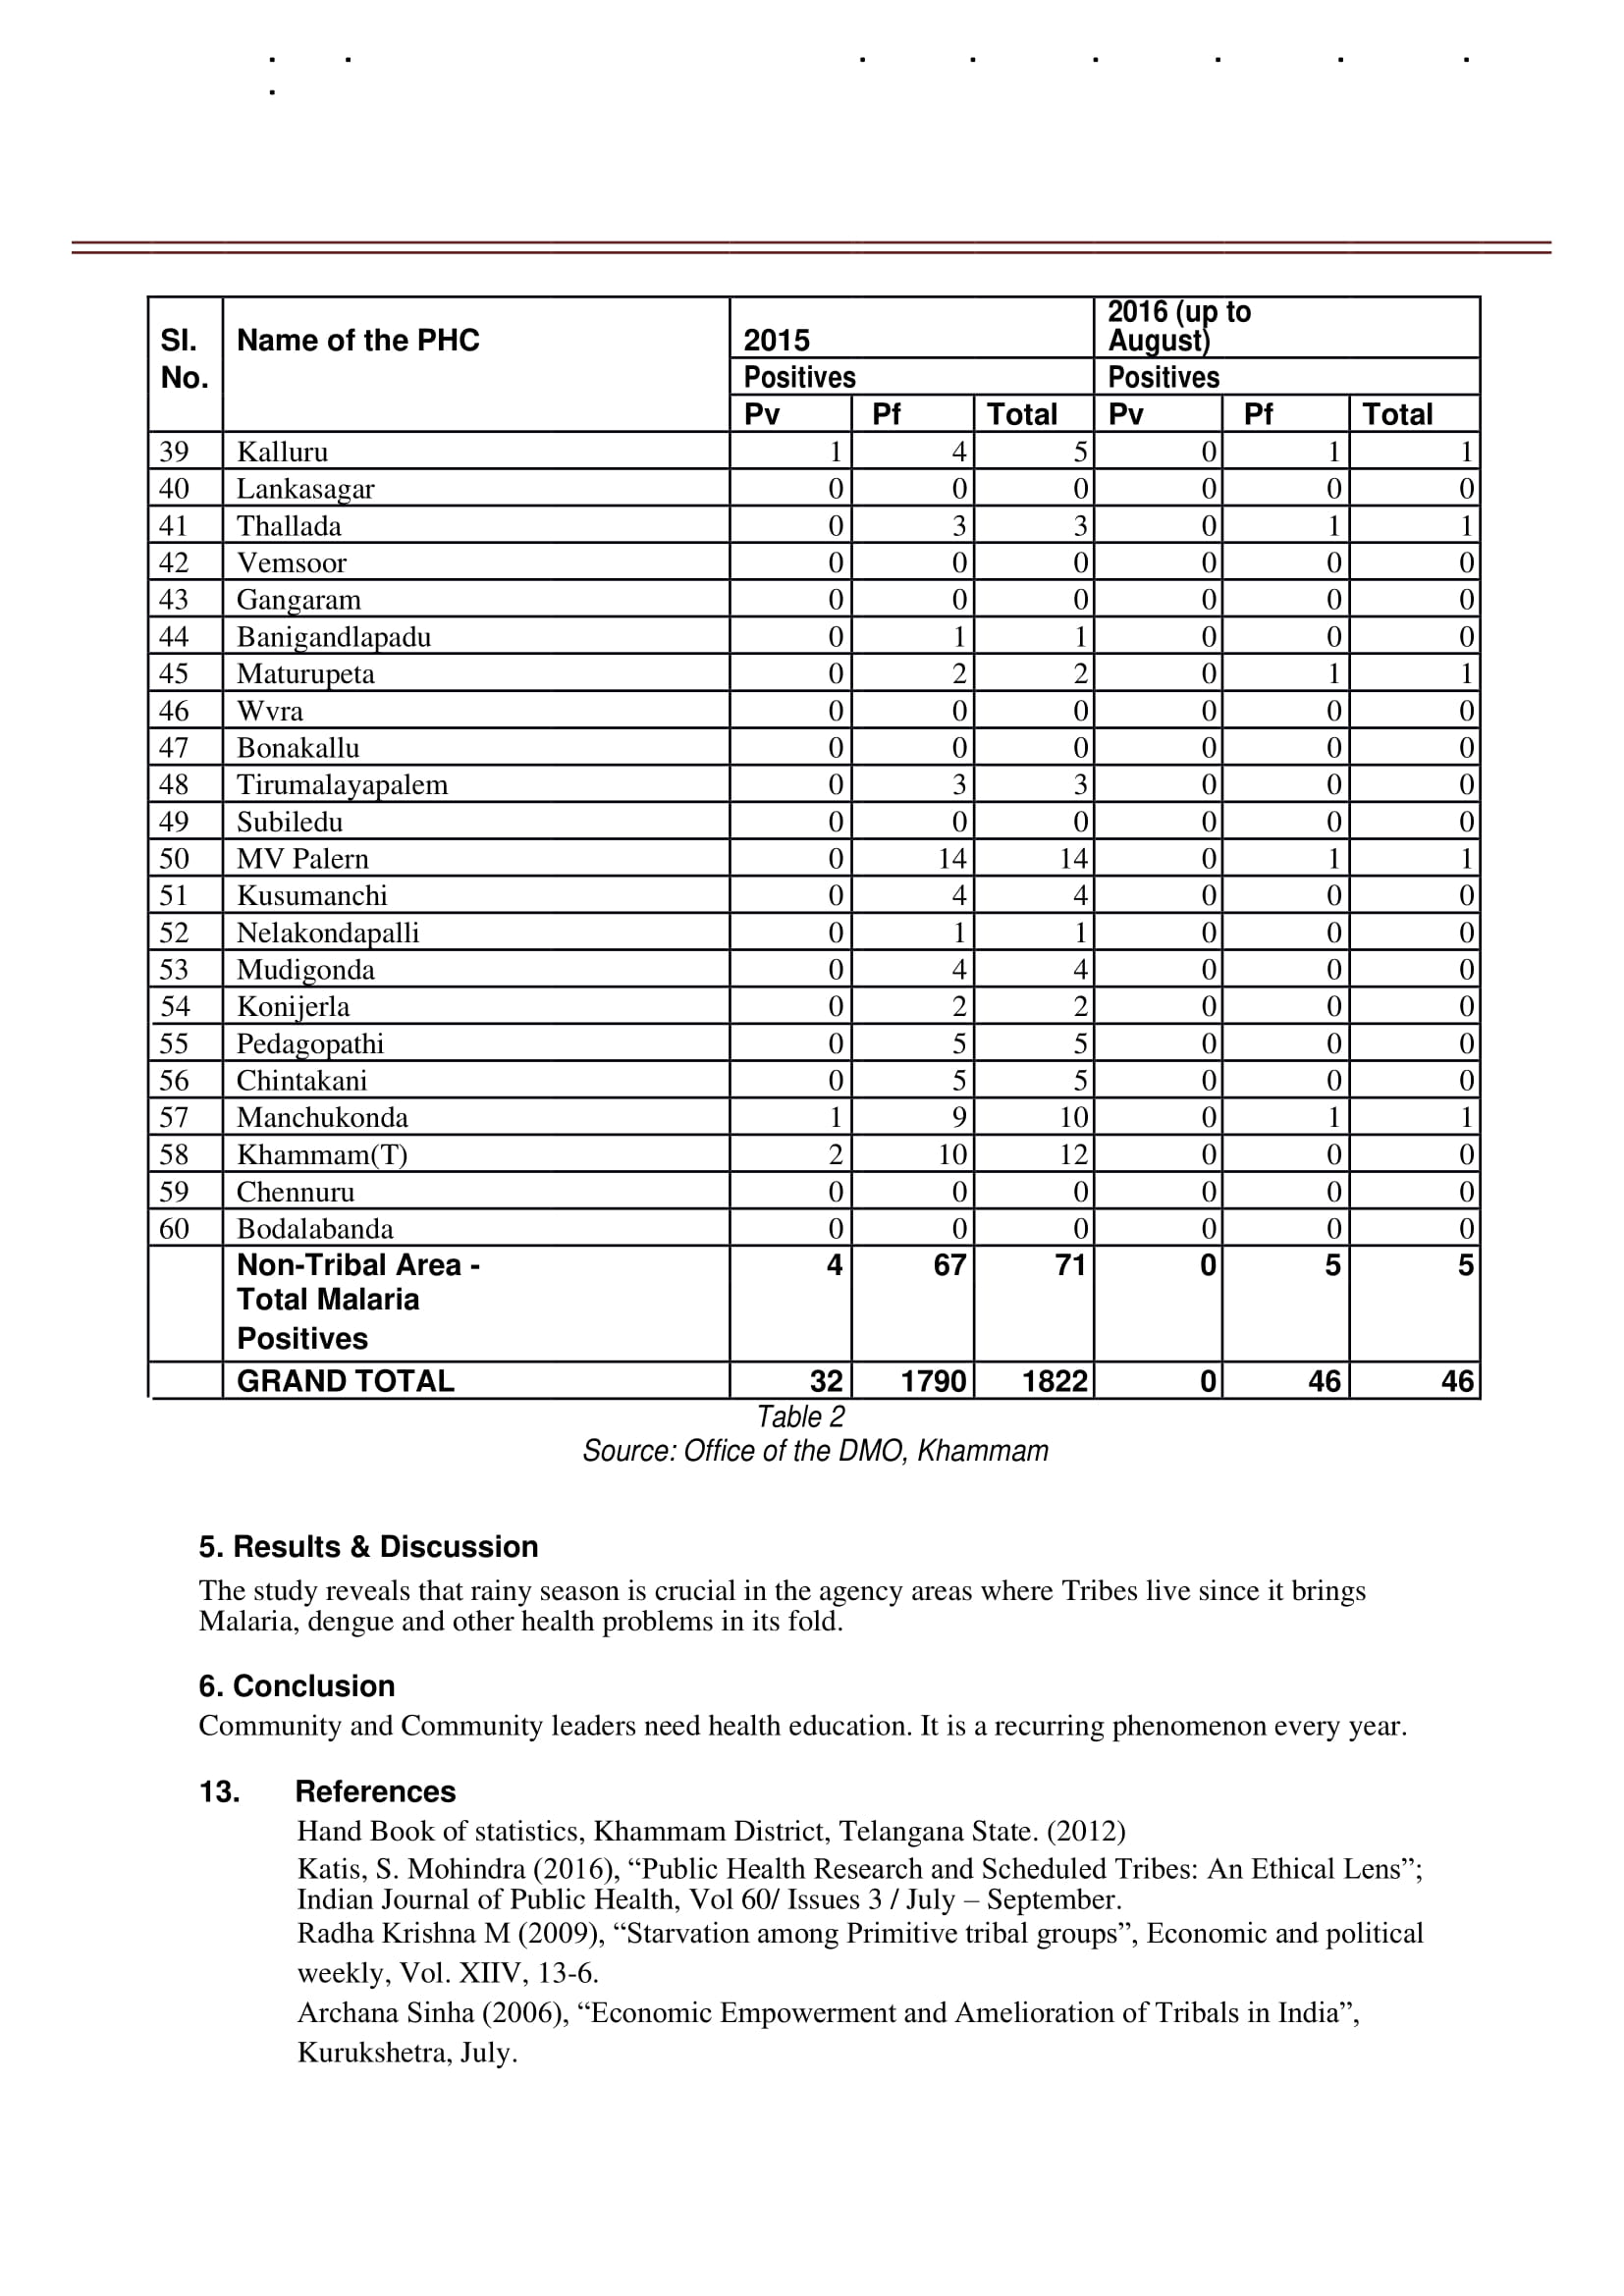 Sl. Name of the PHC 2015 2016 (up to August)
No. Positives Positives
Pv Pf Total Pv Pf Total
39 Kalluru 1 4 5 0 1 1
40 Lankasagar 0 0 0 0 0 0
41 Thallada 0 3 3 0 1 1
42 Vemsoor 0 0 0 0 0 0
43 Gangaram 0 0 0 0 0 0
44 Banigandlapadu 0 1 1 0 0 0
45 Maturupeta 0 2 2 0 1 1
46 Wvra 0 0 0 0 0 0
47 Bonakallu 0 0 0 0 0 0
48 Tirumalayapalem 0 3 3 0 0 0
49 Subiledu 0 0 0 0 0 0
50 MV Palern 0 14 14 0 1 1
51 Kusumanchi 0 4 4 0 0 0
52 Nelakondapalli 0 1 1 0 0 0
53 Mudigonda 0 4 4 0 0 0
54 Konijerla 0 2 2 0 0 0
55 Pedagopathi 0 5 5 0 0 0
56 Chintakani 0 5 5 0 0 0
57 Manchukonda 1 9 10 0 1 1
58 Khammam(T) 2 10 12 0 0 0
59 Chennuru 0 0 0 0 0 0
60 Bodalabanda 0 0 0 0 0 0
Non-Tribal Area - 4 67 71 0 5 5
Total Malaria
Positives
GRAND TOTAL 32 1790 1822 0 46 46
Table 2
Source: Office of the DMO, Khammam
5. Results & Discussion
The study reveals that rainy season is crucial in the agency areas where Tribes live since it brings
Malaria, dengue and other health problems in its fold.
6. Conclusion
Community and Community leaders need health education. It is a recurring phenomenon every year.
13. References
Hand Book of statistics, Khammam District, Telangana State. (2012)
Katis, S. Mohindra (2016), “Public Health Research and Scheduled Tribes: An Ethical Lens”;
Indian Journal of Public Health, Vol 60/ Issues 3 / July – September.
Radha Krishna M (2009), “Starvation among Primitive tribal groups”, Economic and political
weekly, Vol. XIIV, 13-6.
Archana Sinha (2006), “Economic Empowerment and Amelioration of Tribals in India”,
Kurukshetra, July.